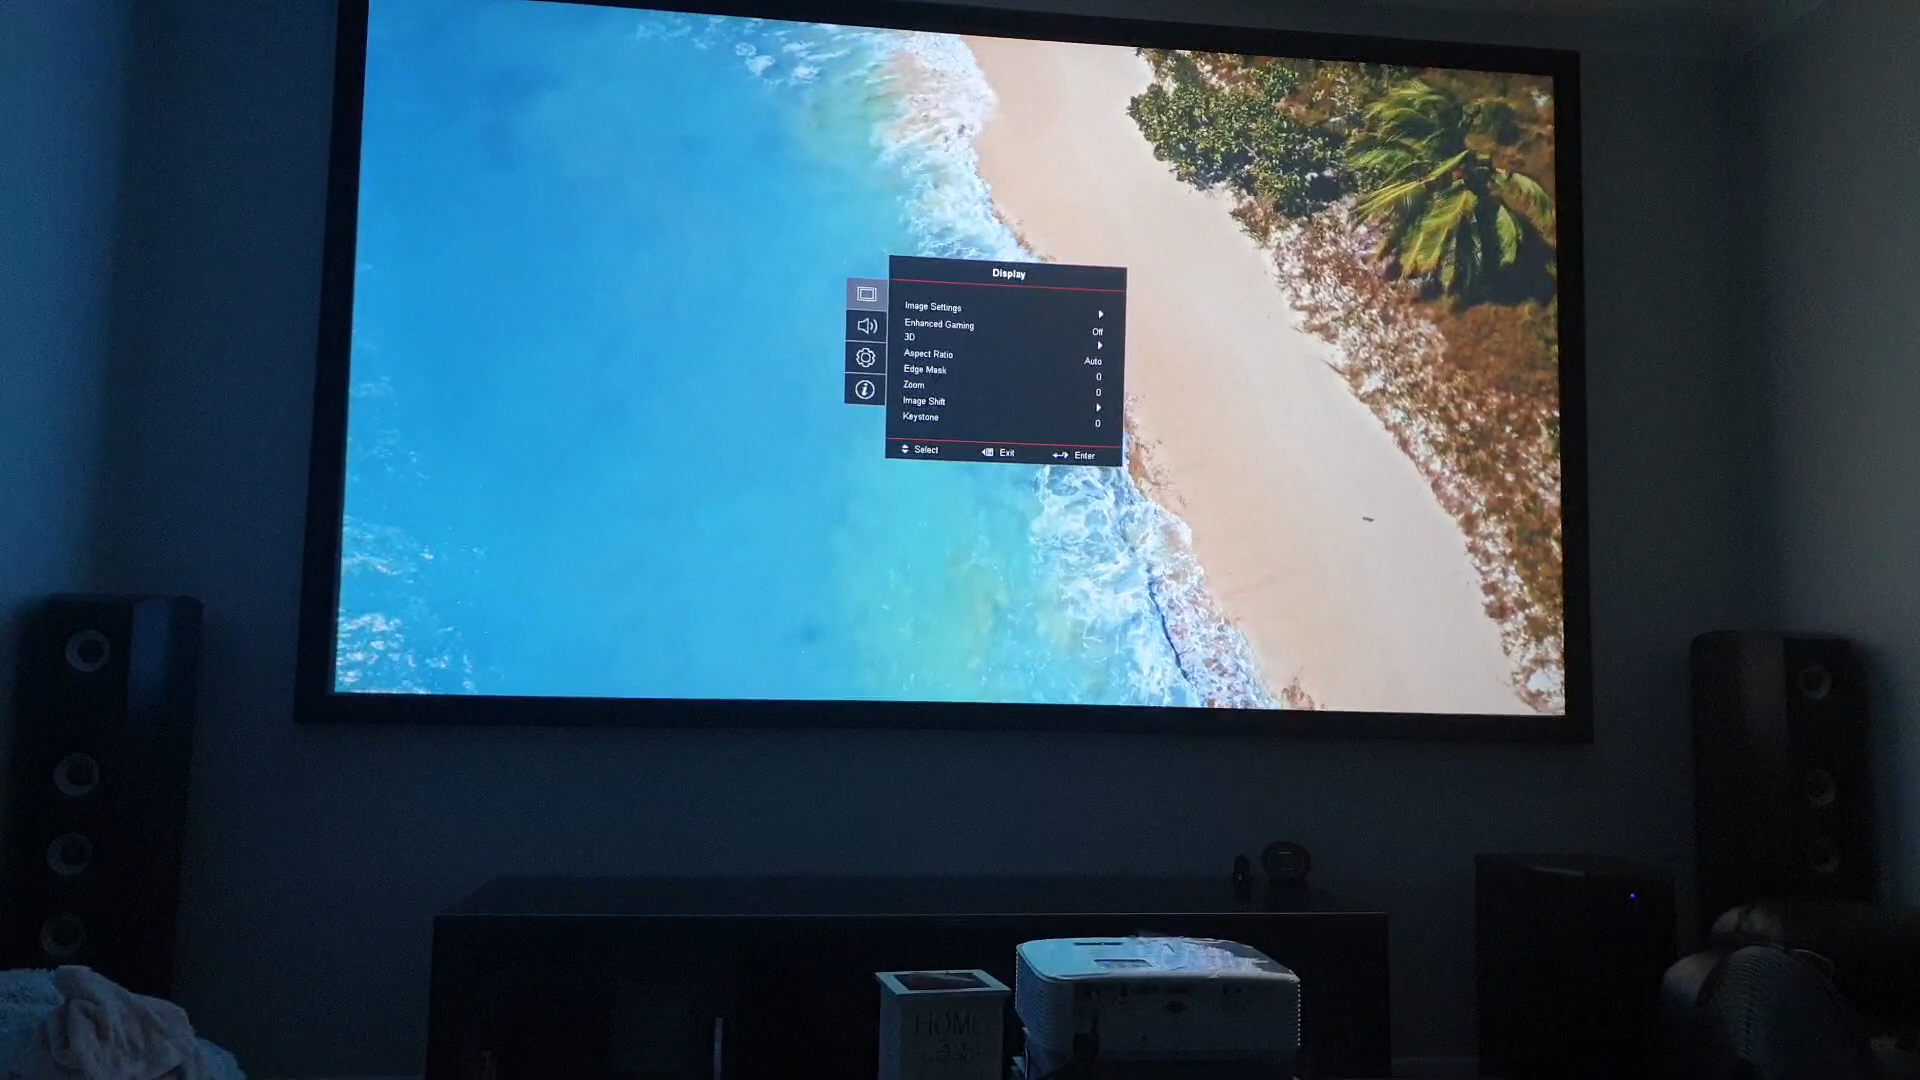 Display
Image Settings
Enhanced Gaming Off
3D
Aspect Ratio Auto
Edge Mask 0
Zoom 0
Image Shift
Keystone 0
Select Exit Enter
HOME